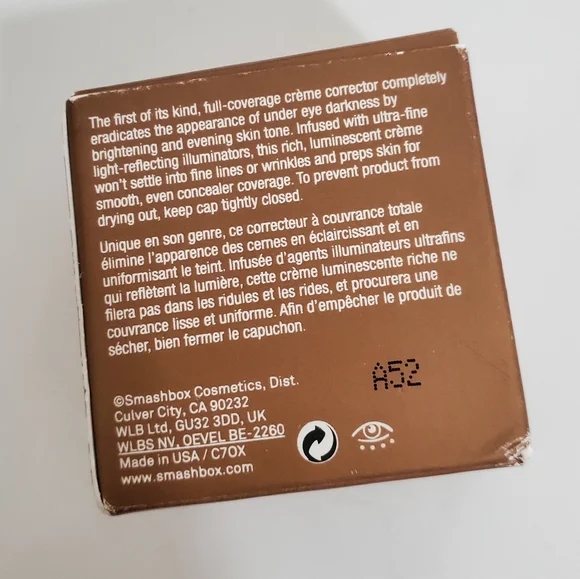 The first of its kind, full-coverage crème corrector completely
eradicates the appearance of under eye darkness by
brightening and evening skin tone. Infused with ultra-fine
light-reflecting illuminators, this rich, luminescent crème
won't settle into fine lines or wrinkles and preps skin for
smooth, even concealer coverage. To prevent product from
drying out, keep cap tightly closed.
Unique en son genre, ce correcteur à couvrance totale
élimine l'apparence des cernes en éclaircissant et en
uniformisant le teint. Infusée d'agents illuminateurs ultrafins
qui reflètent la lumière, cette crème luminescente riche ne
filera pas dans les ridules et les rides, et procurera une
couvrance lisse et uniforme. Afin d'empêcher le produit de
sécher, bien fermer le capuchon.
A52
©Smashbox Cosmetics, Dist.
Culver City, CA 90232
WLB Ltd, GU32 3DD, UK
WLBS NV, OEVEL BE-2260
Made in USA / C70X
www.smashbox.com